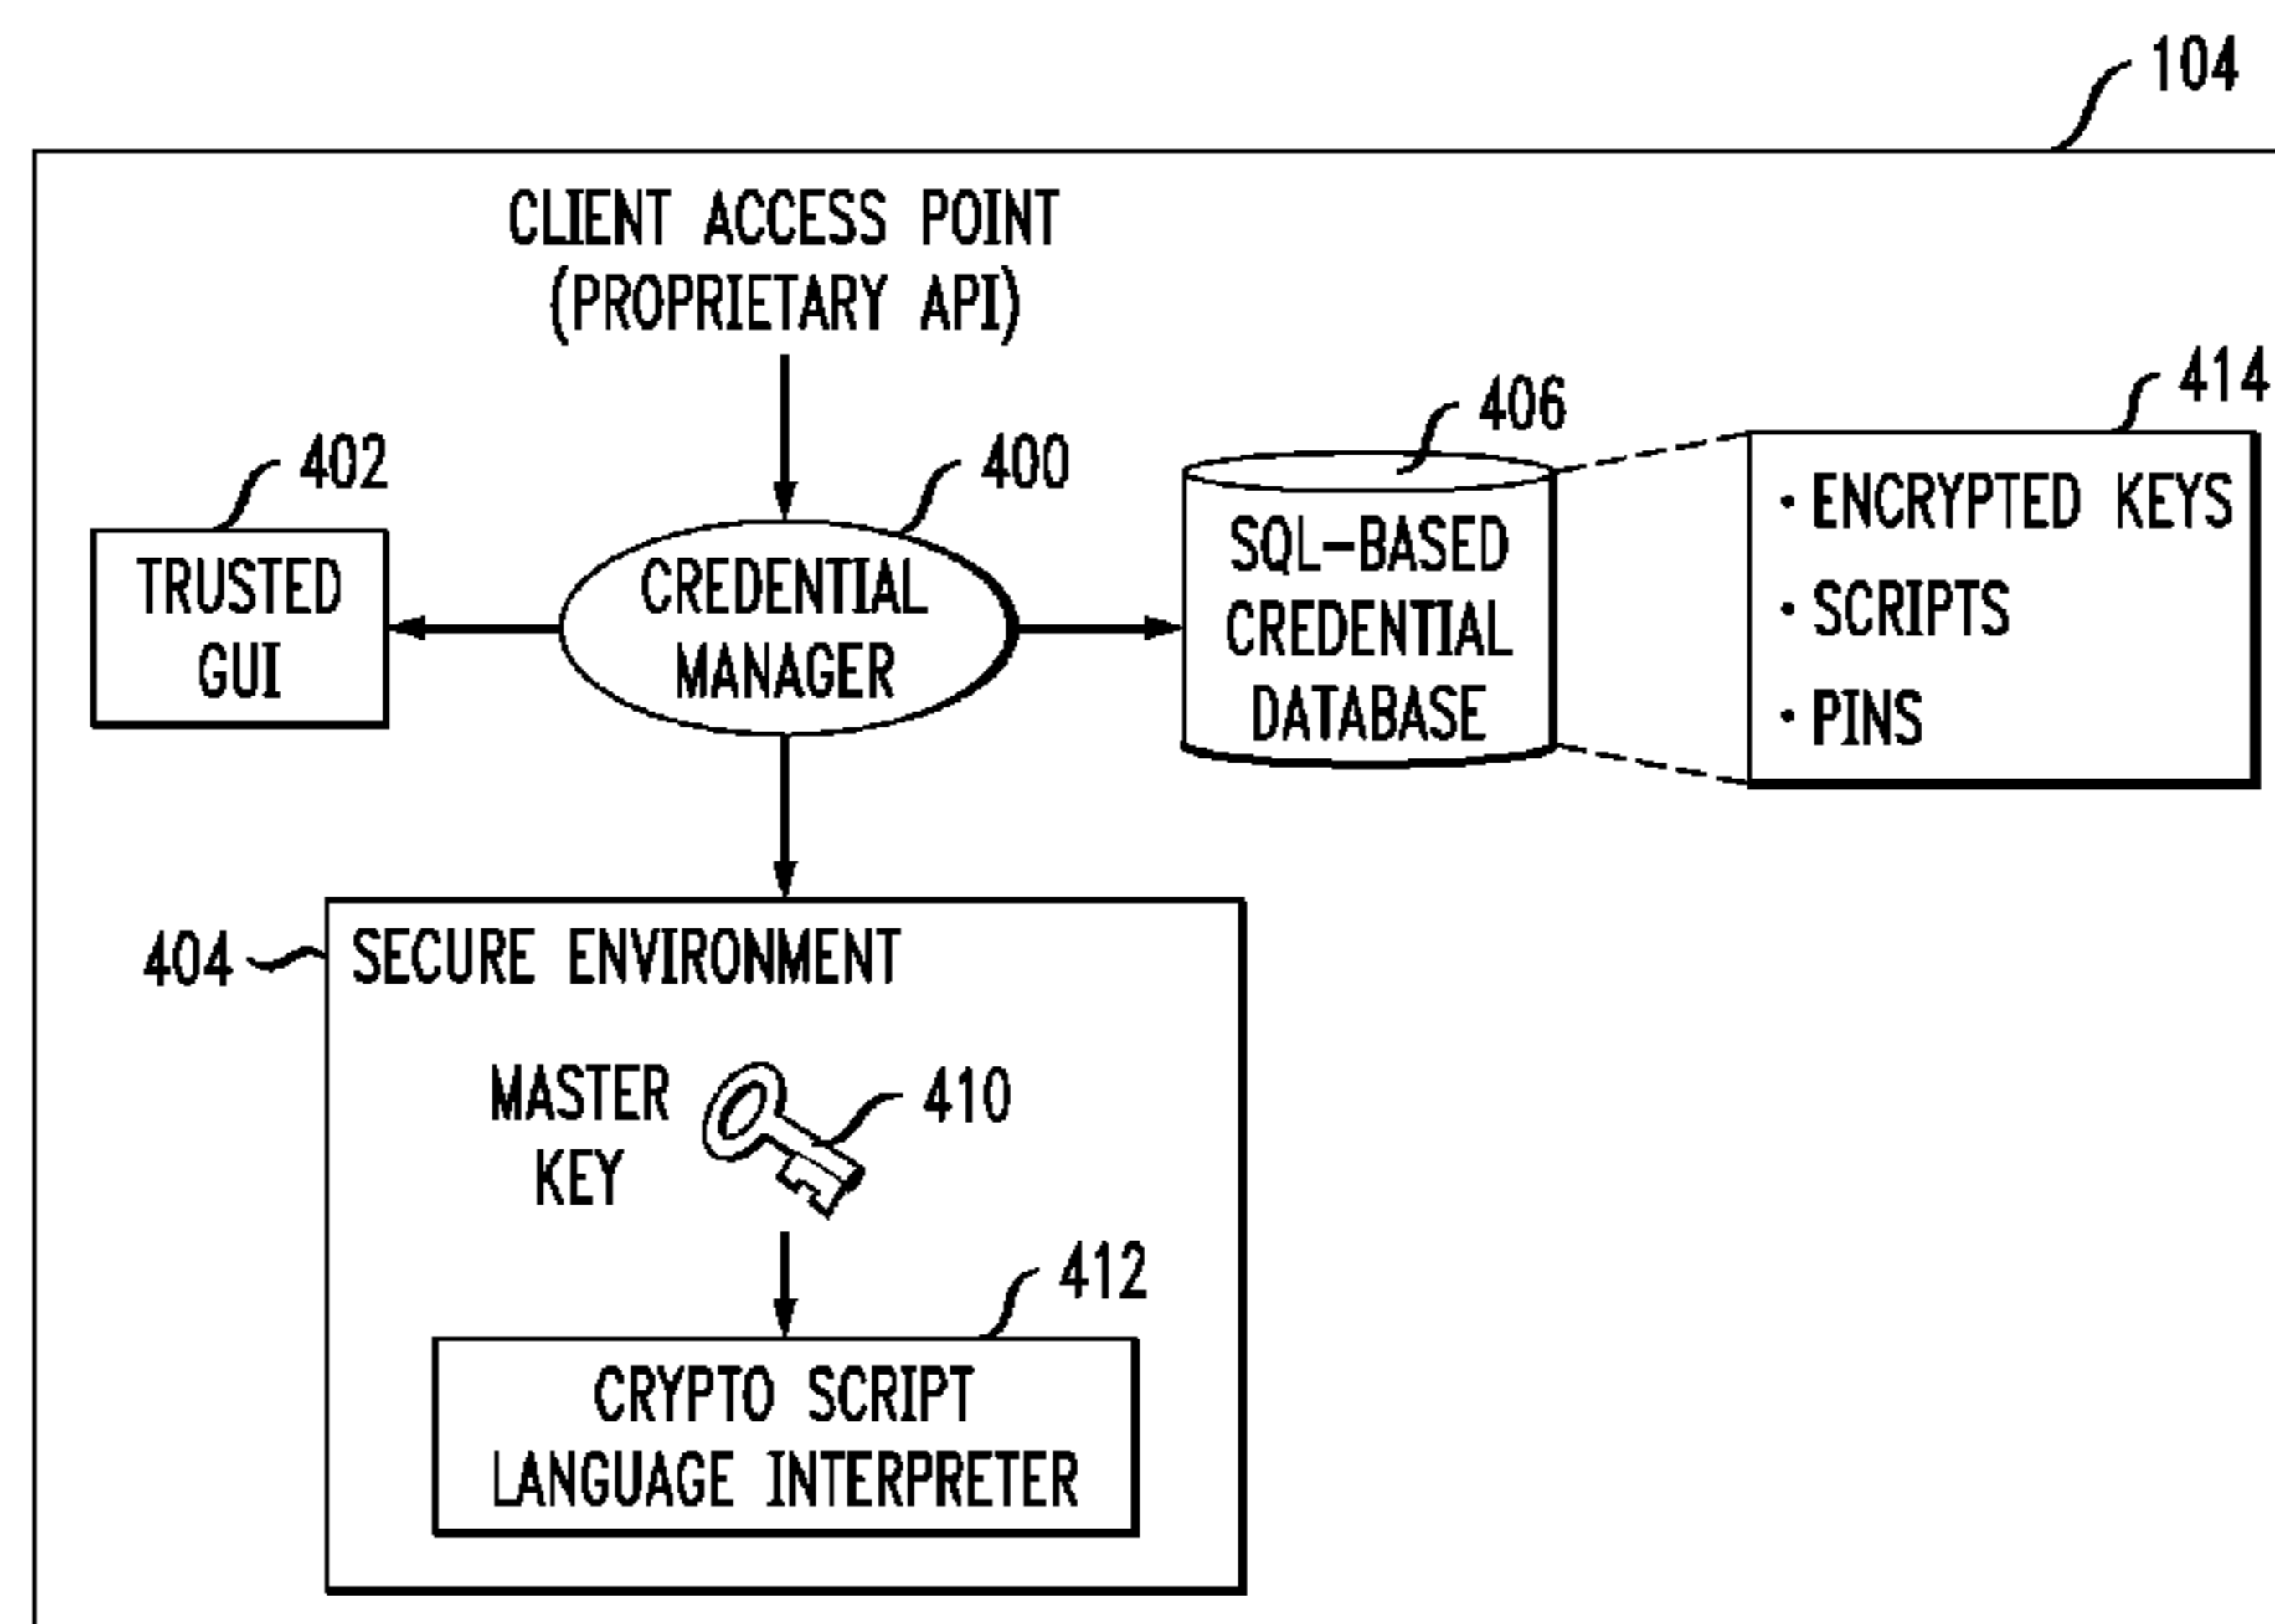 104
CLIENT ACCESS POINT
(PROPRIETARY API)
402
TRUSTED
GUI
400
CREDENTIAL
MANAGER
406
SQL-BASED
CREDENTIAL
DATABASE
414
· ENCRYPTED KEYS
· SCRIPTS
· PINS
404
SECURE ENVIRONMENT
MASTER
KEY
410
412
CRYPTO SCRIPT
LANGUAGE INTERPRETER